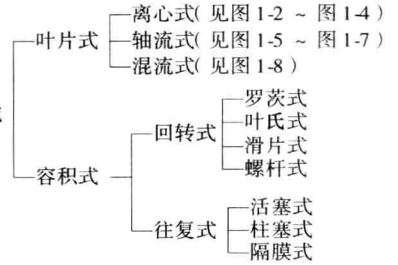 离心式(见图1-2 ~ 图1-4)
叶片式
轴流式(见图1-5 ~ 图1-7)
混流式(见图1-8)
罗茨式
叶氏式
回转式
滑片式
螺杆式
容积式
活塞式
往复式
柱塞式
隔膜式